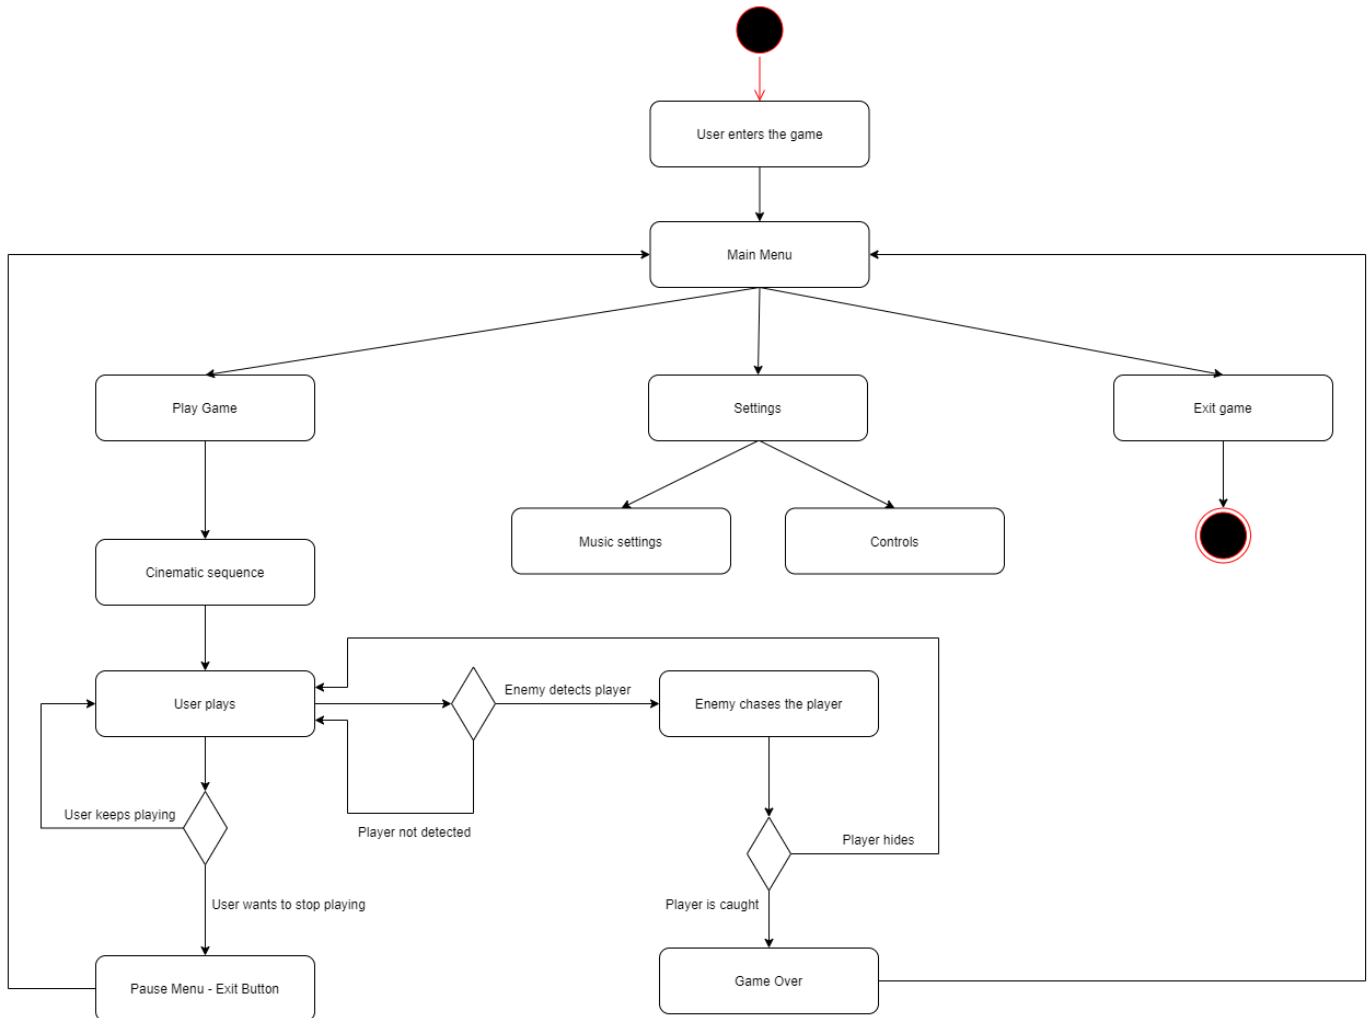 User enters the game
Main Menu
Play Game
Settings
Exit game
Music settings
Controls
Cinematic sequence
User plays
Enemy detects player
Enemy chases the player
User keeps playing
Player not detected
Player hides
User wants to stop playing
Player is caught
Pause Menu - Exit Button
Game Over